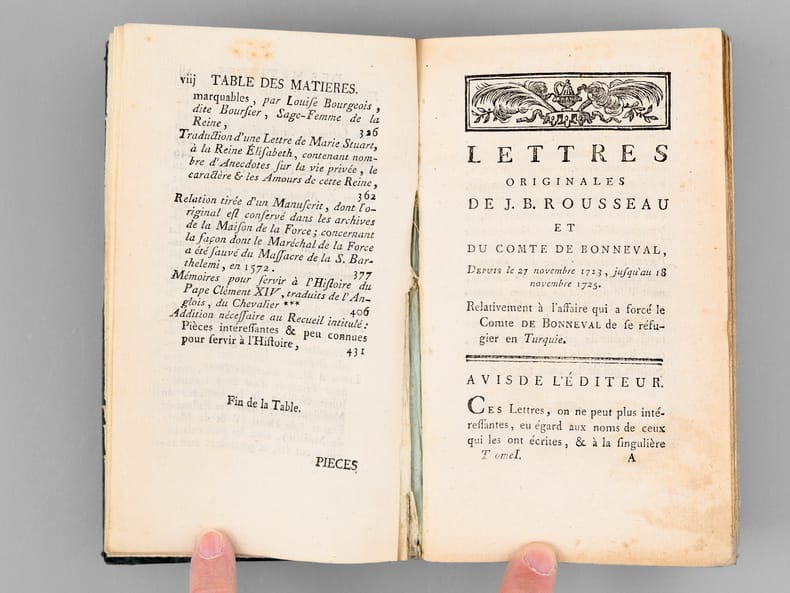 viij TABLE DES MATIERES.
marquables, par Louiſe Bourgeois,
dite Bourſier, Sage-Femme de la
Reine, 326
Traduction d'une Lettre de Marie Stuart,
à la Reine Éliſabeth, contenant nom-
bre d'Anecdotes ſur la vie privée, le
caractère & les Amours de cette Reine,
362
Relation tirée d'un Manuſcrit, dont l'o-
riginal eſt conſervé dans les archives
de la Maiſon de la Force; concernant
la façon dont le Maréchal de la Force
a été ſauvé du Maſſacre de la S. Bar-
thelemi, en 1572. 377
Mémoires pour ſervir à l'Hiſtoire du
Pape Clément XIV, traduits de l'An-
glois, du Chevalier *** 406
Addition néceſſaire au Recueil intitulé:
Pièces intéreſſantes & peu connues
pour ſervir à l'Hiſtoire, 431
Fin de la Table.
PIECES
LETTRES
ORIGINALES
DE J. B. ROUSSEAU
ET
DU COMTE DE BONNEVAL,
DEPUIS le 27 novembre 1723, juſqu'au 18
novembre 1725.
Relativement à l'affaire qui a forcé le
Comte DE BONNEVAL de ſe réfu-
gier en Turquie.
AVIS DE L'ÉDITEUR.
CES Lettres, on ne peut plus inté-
reſſantes, eu égard aux noms de ceux
qui les ont écrites, & à la ſingulière
Tome I. A